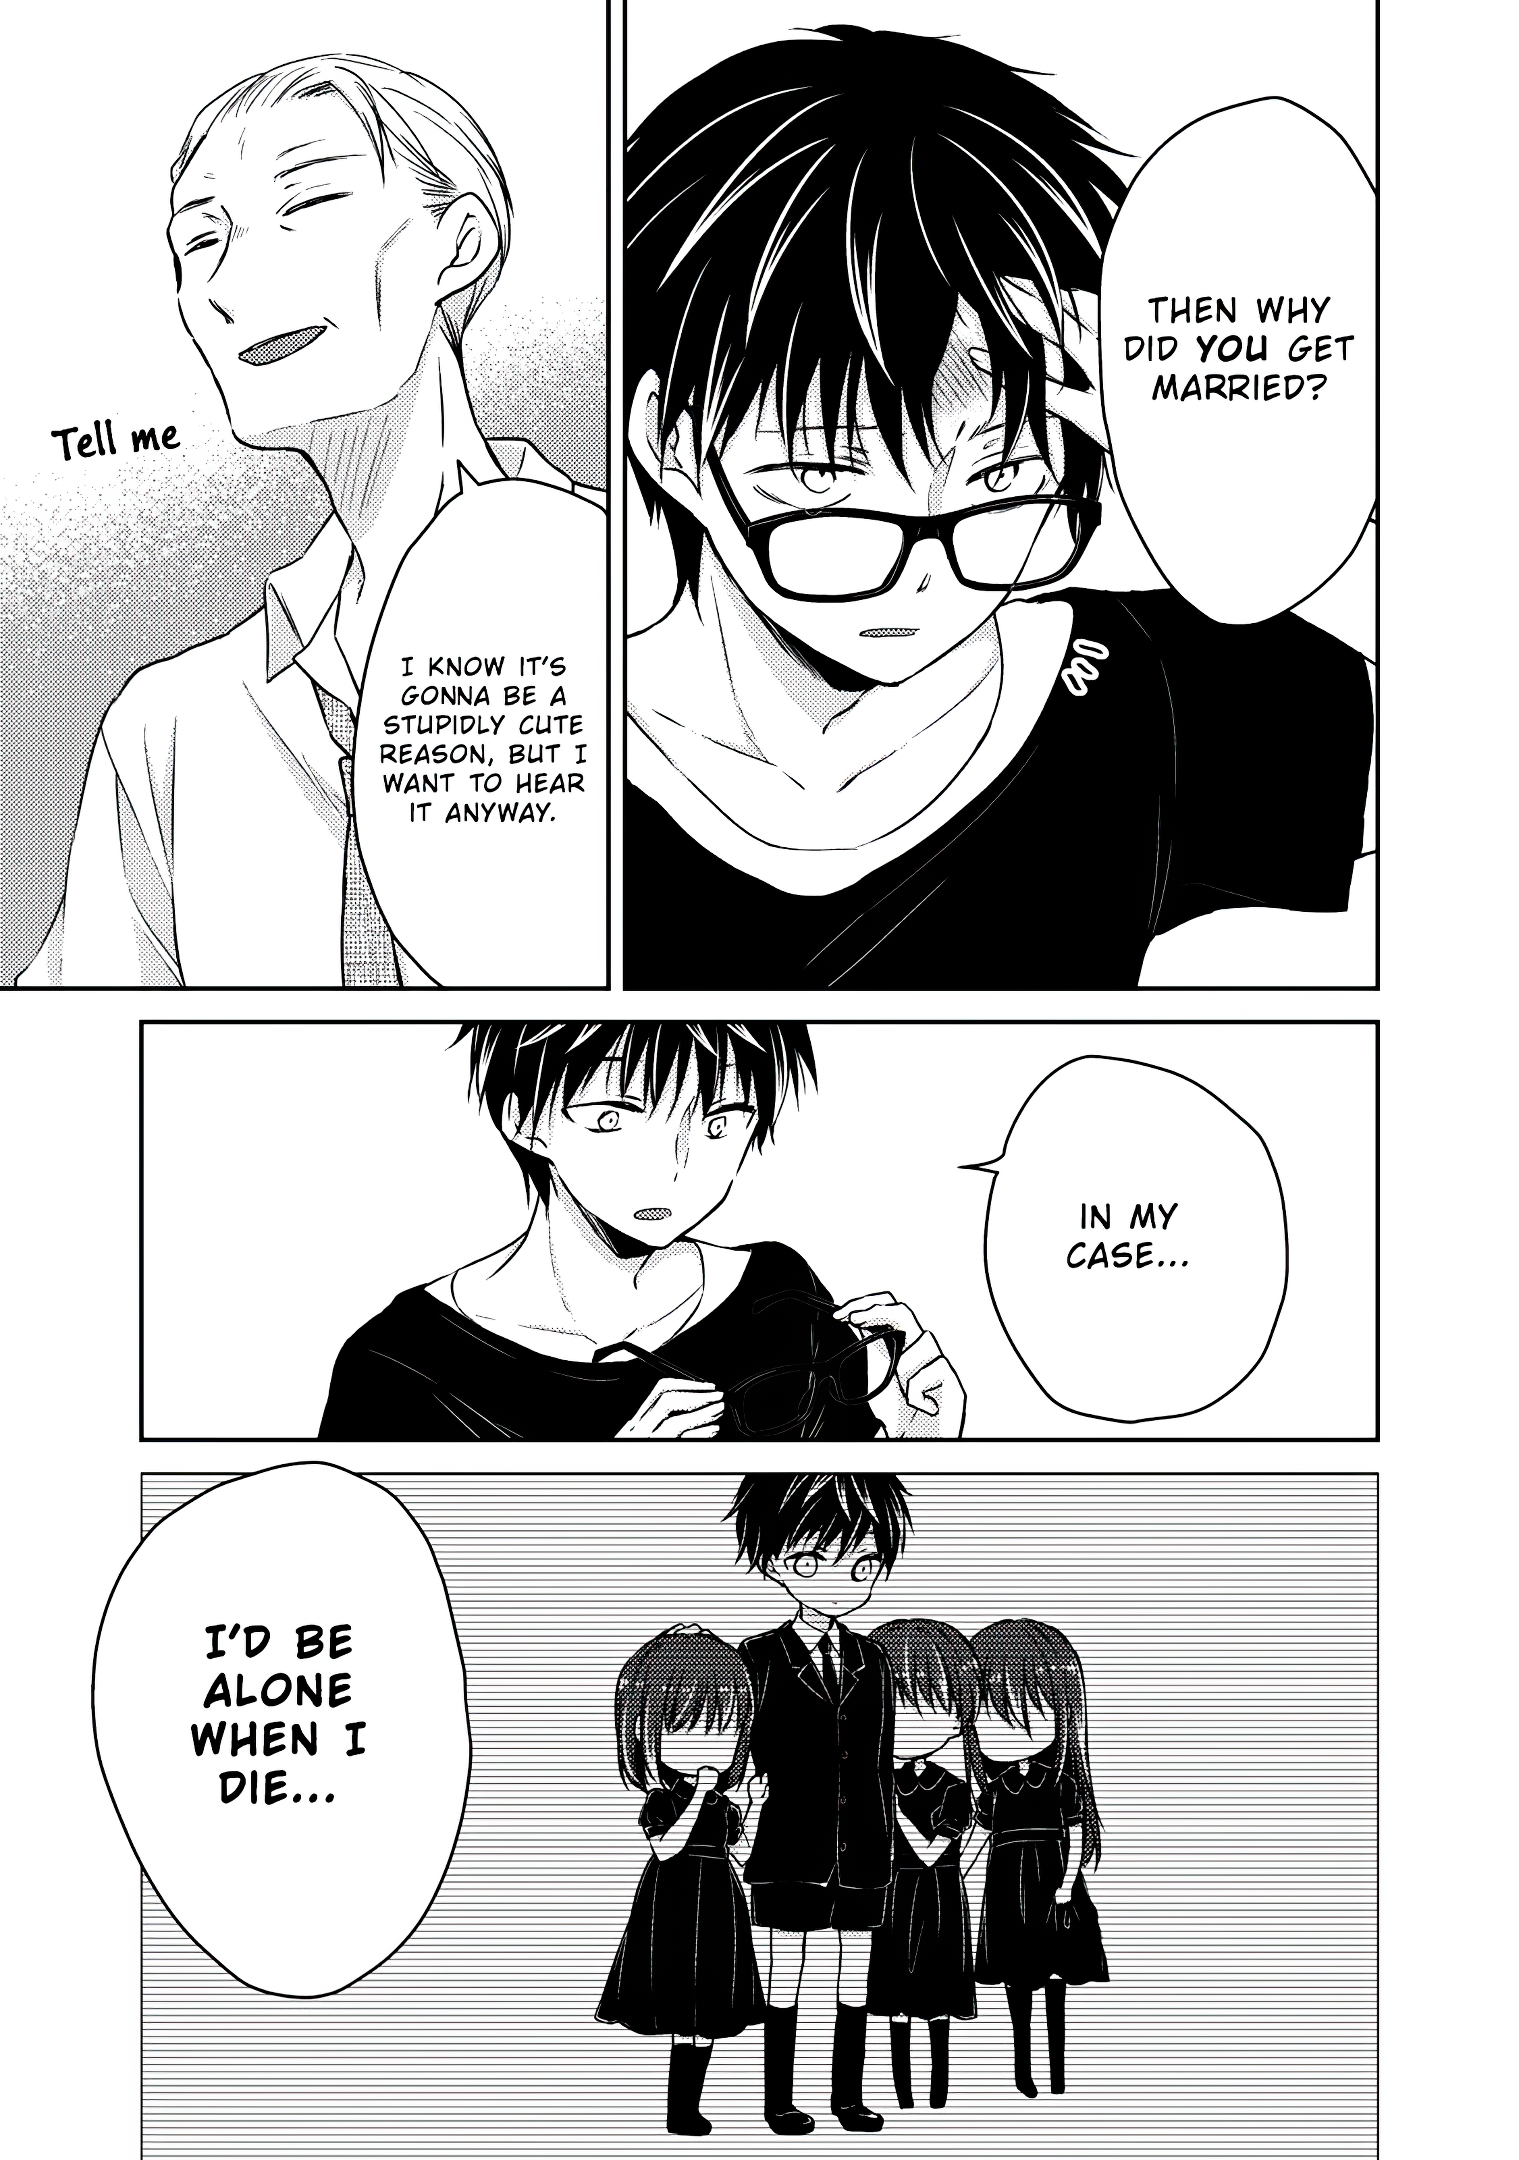 THEN WHY
DID YOU GET
MARRIED?
Tell me
I KNOW IT'S
GONNA BE A
STUPIDLY CUTE
REASON, BUT I
WANT TO HEAR
IT ANYWAY.
IN MY
CASE...
I'D BE
ALONE
WHEN I
DIE...